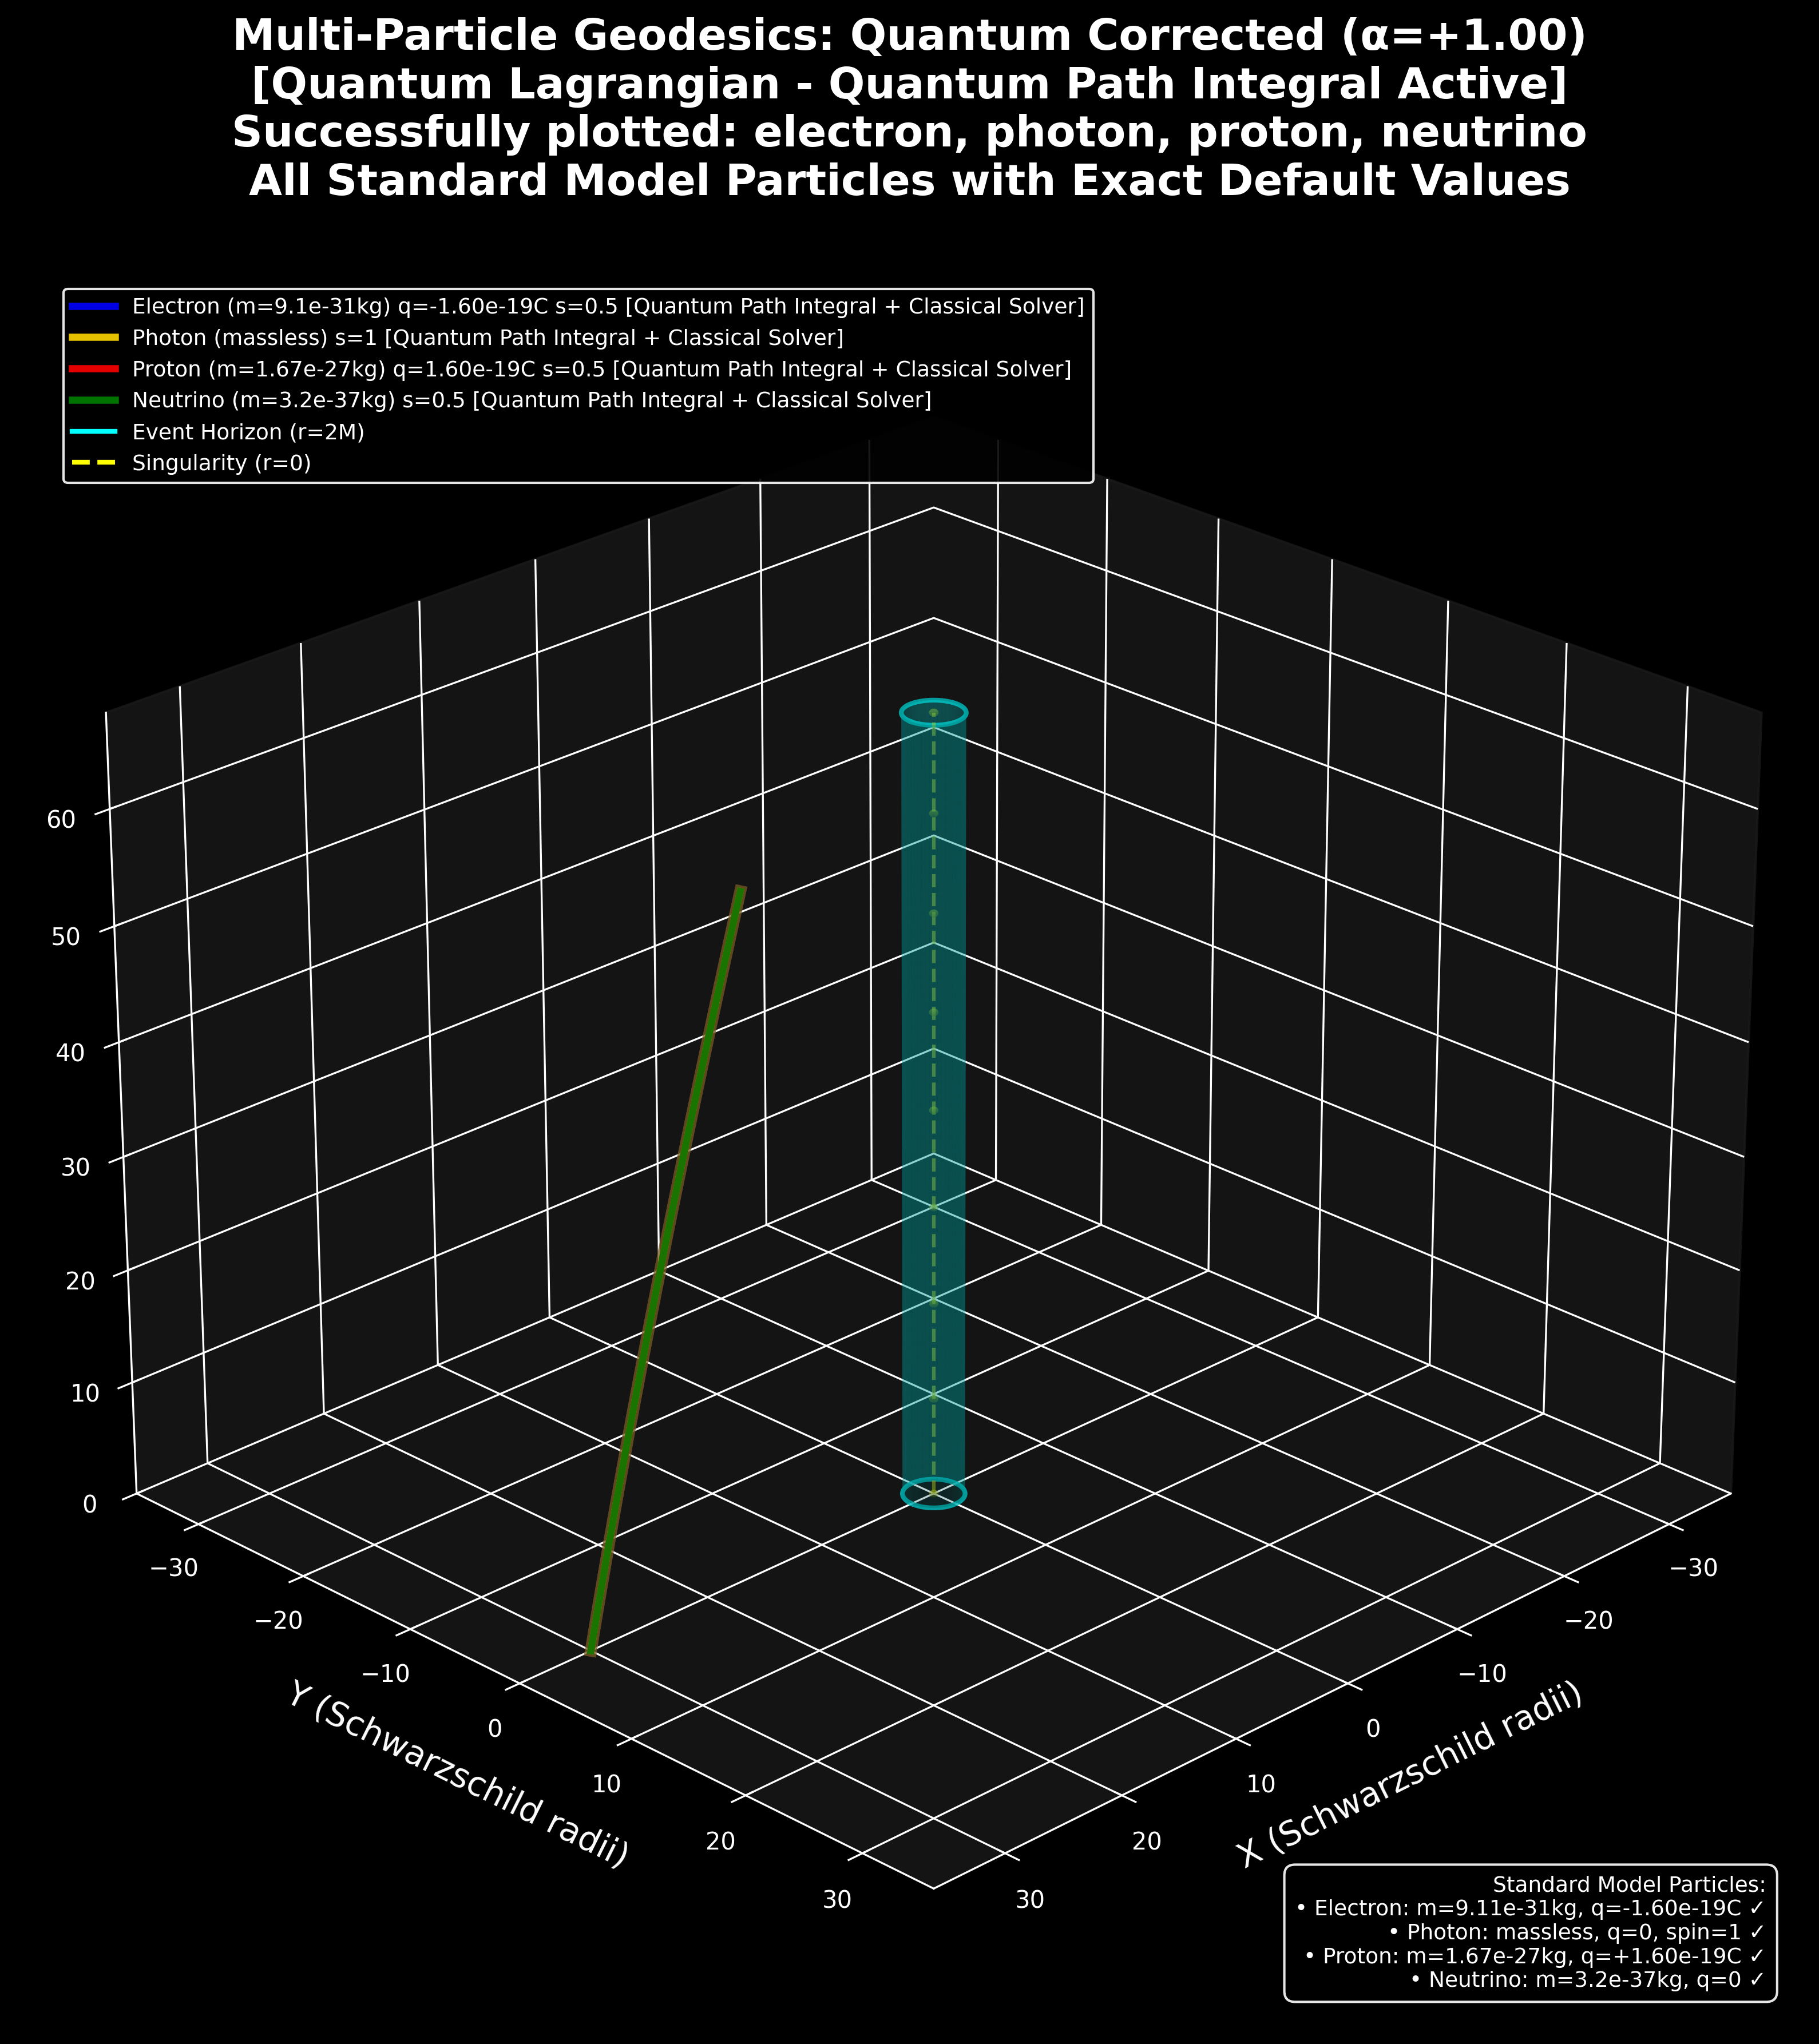 Multi-Particle Geodesics: Quantum Corrected (α=+1.00)
[Quantum Lagrangian - Quantum Path Integral Active]
Successfully plotted: electron, photon, proton, neutrino
All Standard Model Particles with Exact Default Values
Electron (m=9.1e-31kg) q=-1.60e-19C s=0.5 [Quantum Path Integral + Classical Solver]
Photon (massless) s=1 [Quantum Path Integral + Classical Solver]
Proton (m=1.67e-27kg) q=1.60e-19C s=0.5 [Quantum Path Integral + Classical Solver]
Neutrino (m=3.2e-37kg) s=0.5 [Quantum Path Integral + Classical Solver]
Event Horizon (r=2M)
Singularity (r=0)
60
50
40
30
20
10
0
−30
−20
−10
0
10
20
30
Y (Schwarzschild radii)
−30
−20
−10
0
10
20
30
X (Schwarzschild radii)
Standard Model Particles:
• Electron: m=9.11e-31kg, q=-1.60e-19C ✓
• Photon: massless, q=0, spin=1 ✓
• Proton: m=1.67e-27kg, q=+1.60e-19C ✓
• Neutrino: m=3.2e-37kg, q=0 ✓